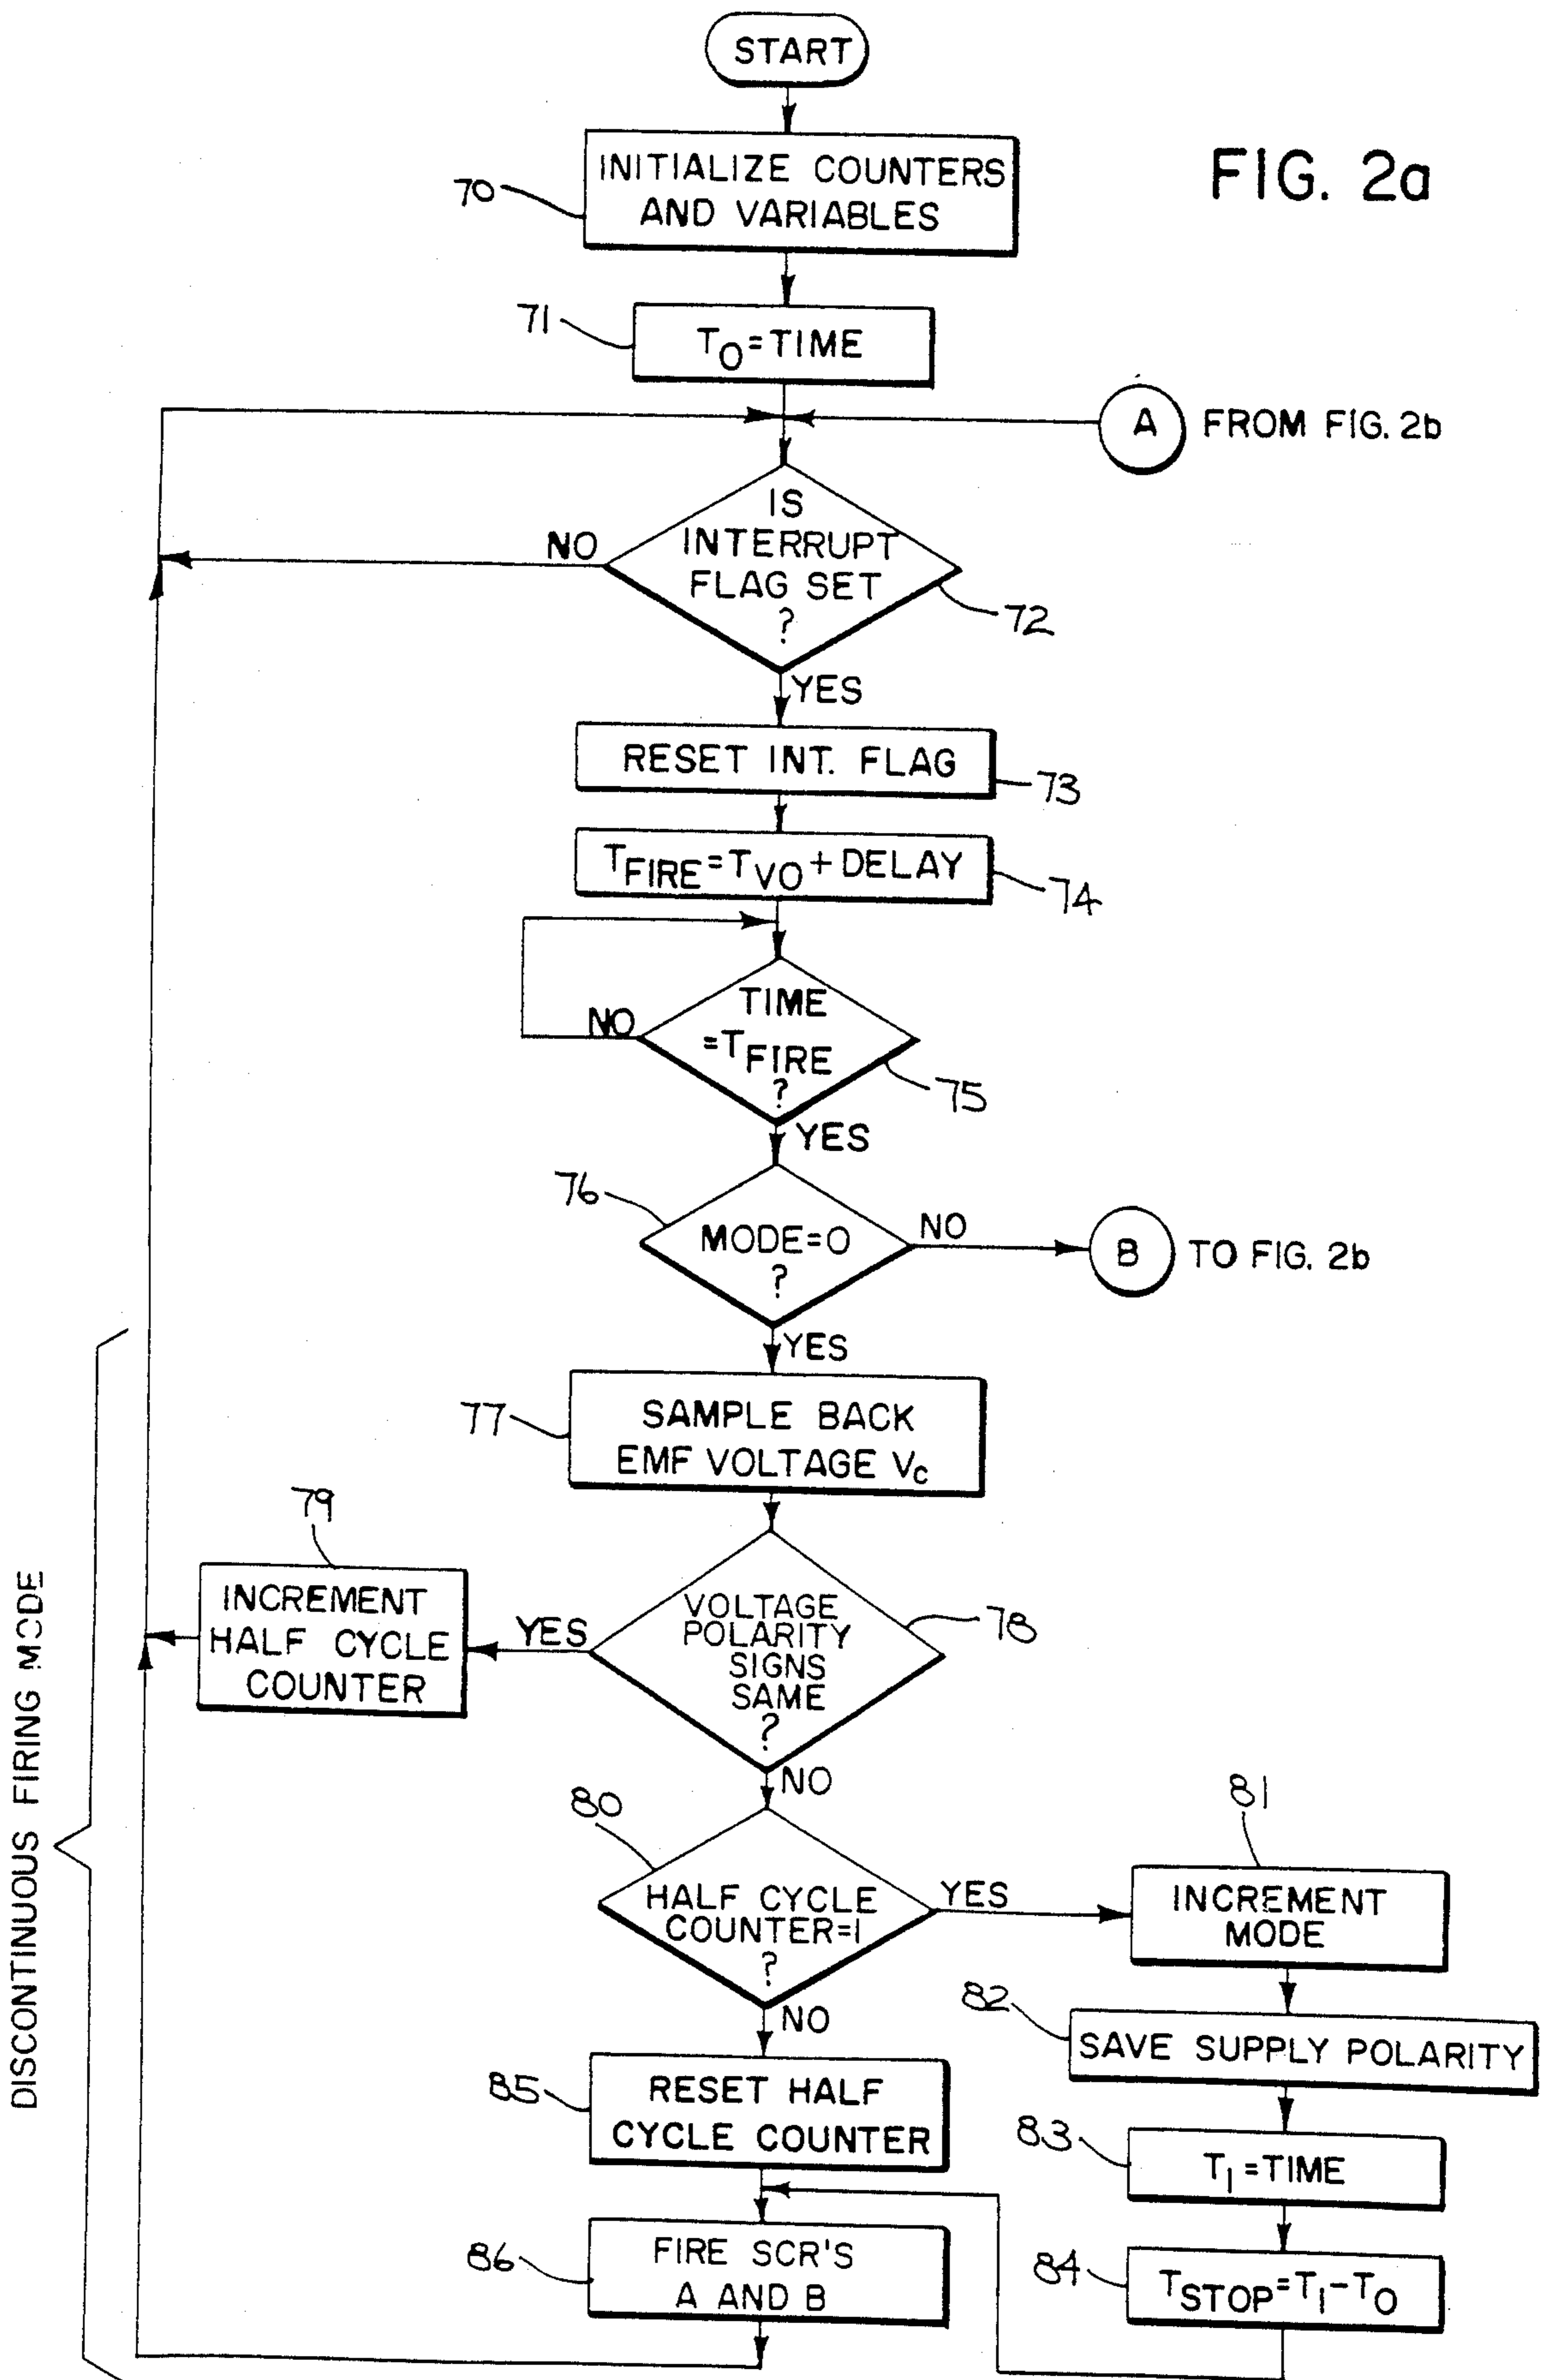 START
FIG. 2a
70
INITIALIZE COUNTERS
AND VARIABLES
71
T0=TIME
A FROM FIG. 2b
IS
INTERRUPT
FLAG SET
?
NO
72
YES
RESET INT. FLAG
73
TFIRE=TVO+DELAY
74
TIME
=TFIRE
?
NO
75
YES
76
MODE=0
?
NO
B TO FIG. 2b
YES
77
SAMPLE BACK
EMF VOLTAGE Vc
79
INCREMENT
HALF CYCLE
COUNTER
YES
VOLTAGE
POLARITY
SIGNS
SAME
?
78
NO
DISCONTINUOUS FIRING MODE
80
HALF CYCLE
COUNTER=1
?
YES
81
INCREMENT
MODE
82
SAVE SUPPLY POLARITY
NO
85
RESET HALF
CYCLE COUNTER
83
T1=TIME
86
FIRE SCR'S
A AND B
84
TSTOP=T1-T0